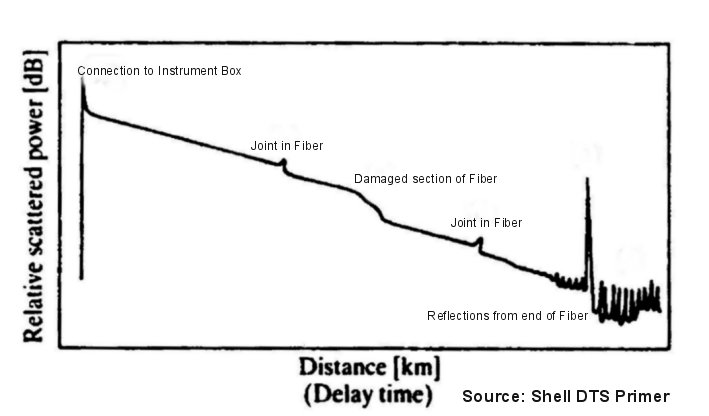 Relative scattered power [dB]
Connection to Instrument Box
Joint in Fiber
Damaged section of Fiber
Joint in Fiber
Reflections from end of Fiber
Distance [km]
(Delay time)
Source: Shell DTS Primer